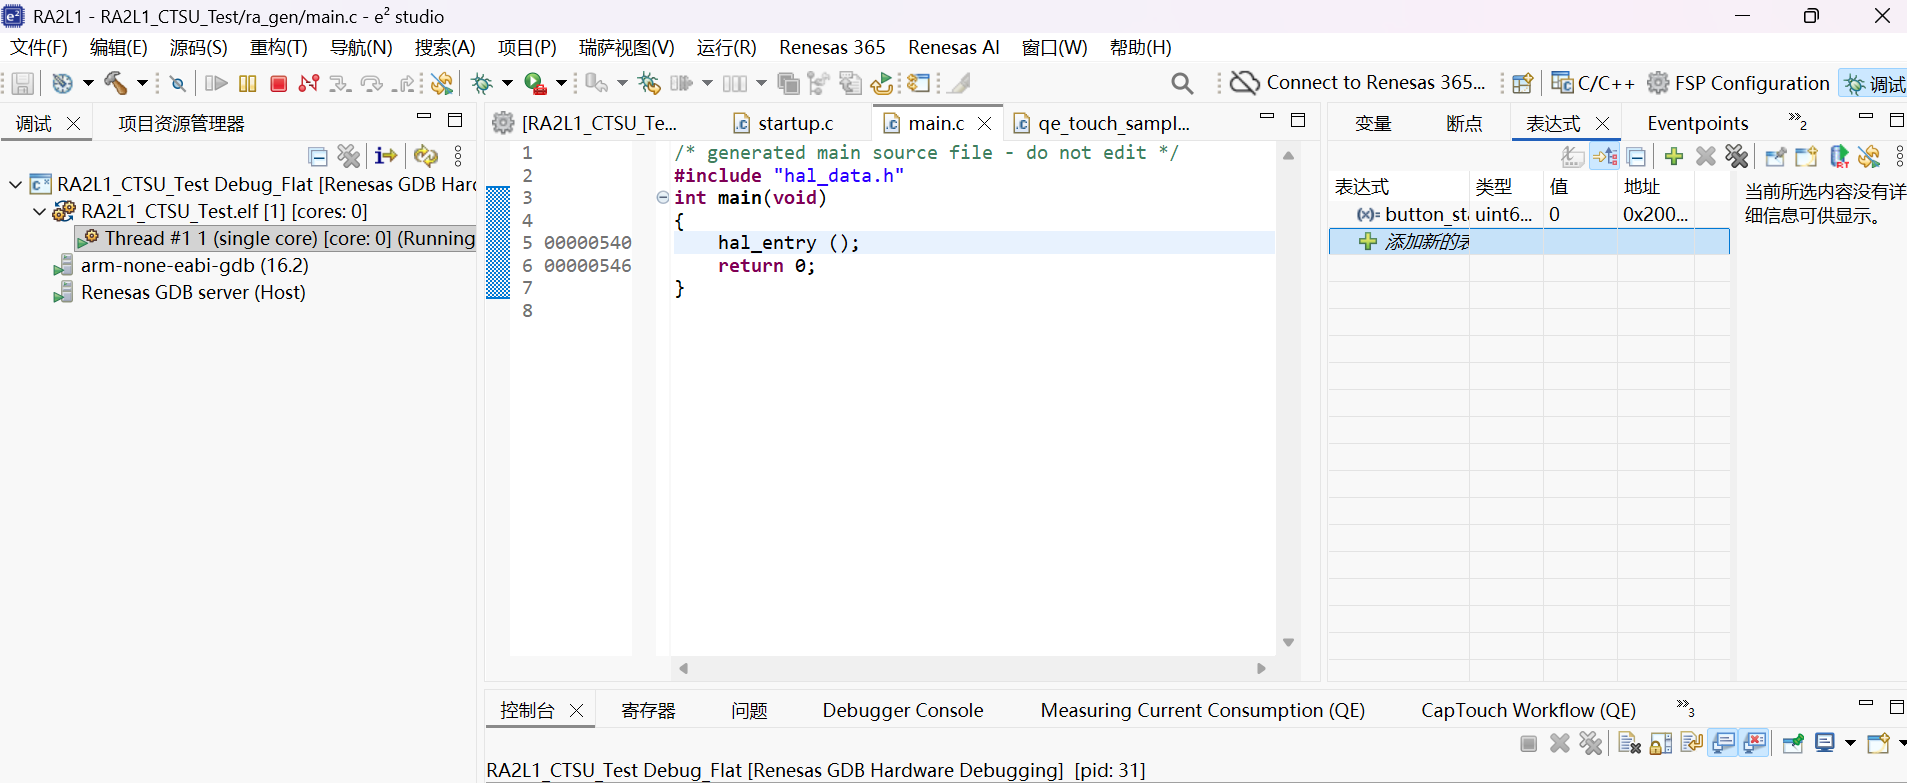 RA2L1 - RA2L1_CTSU_Test/ra_gen/main.c - e² studio
文件(F) 编辑(E) 源码(S) 重构(T) 导航(N) 搜索(A) 项目(P) 瑞萨视图(V) 运行(R) Renesas 365 Renesas AI 窗口(W) 帮助(H)
Connect to Renesas 365... C/C++ FSP Configuration 调试
调试 项目资源管理器
RA2L1_CTSU_Test Debug_Flat [Renesas GDB Hard
RA2L1_CTSU_Test.elf [1] [cores: 0]
Thread #1 1 (single core) [core: 0] (Running
arm-none-eabi-gdb (16.2)
Renesas GDB server (Host)
[RA2L1_CTSU_Te... startup.c main.c qe_touch_sampl...
1 /* generated main source file - do not edit */
2 #include "hal_data.h"
3 int main(void)
4 {
5 00000540 hal_entry ();
6 00000546 return 0;
7 }
8
变量 断点 表达式 Eventpoints »2
表达式 类型 值 地址
(x)= button_sta uint6... 0 0x200...
添加新的表
当前所选内容没有详
细信息可供显示。
控制台 寄存器 问题 Debugger Console Measuring Current Consumption (QE) CapTouch Workflow (QE) »3
RA2L1_CTSU_Test Debug_Flat [Renesas GDB Hardware Debugging] [pid: 31]